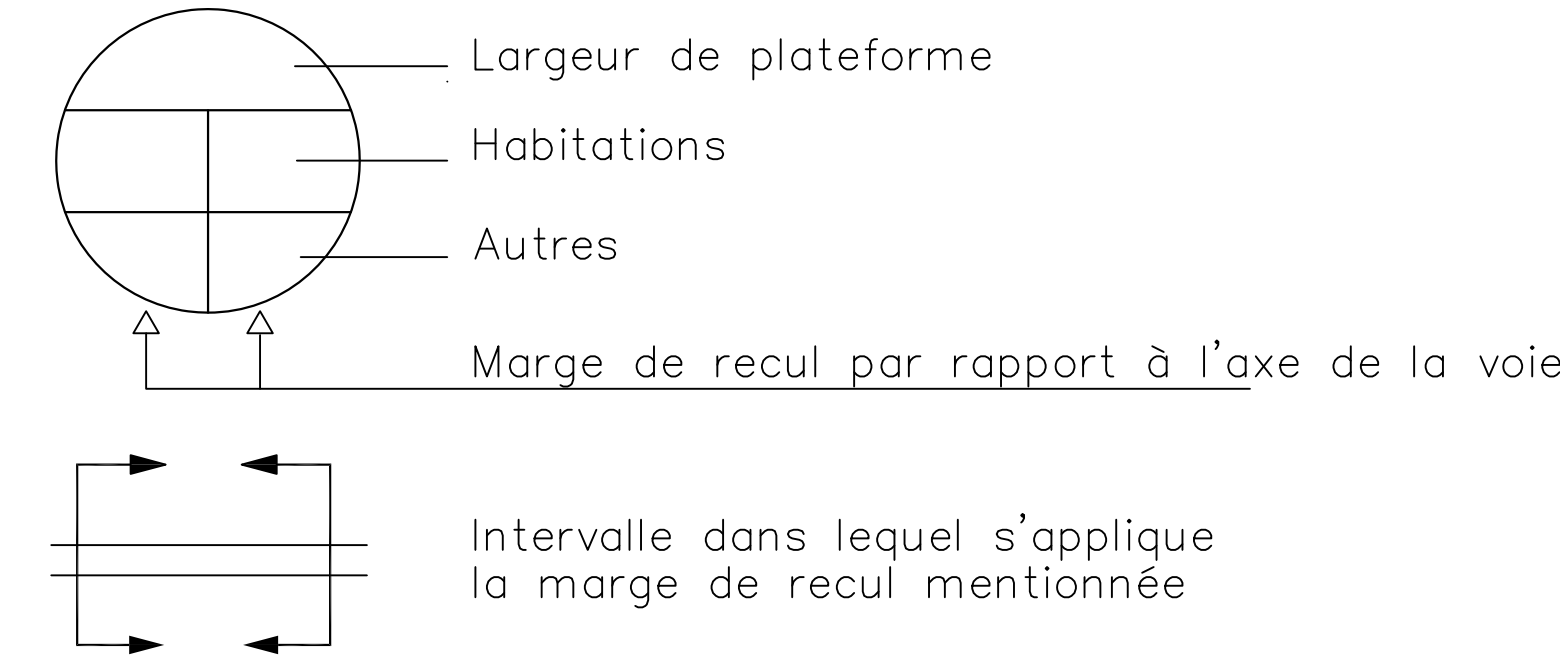 Largeur de plateforme
Habitations
Autres
Marge de recul par rapport à l'axe de la voie
Intervalle dans lequel s'applique
la marge de recul mentionnée